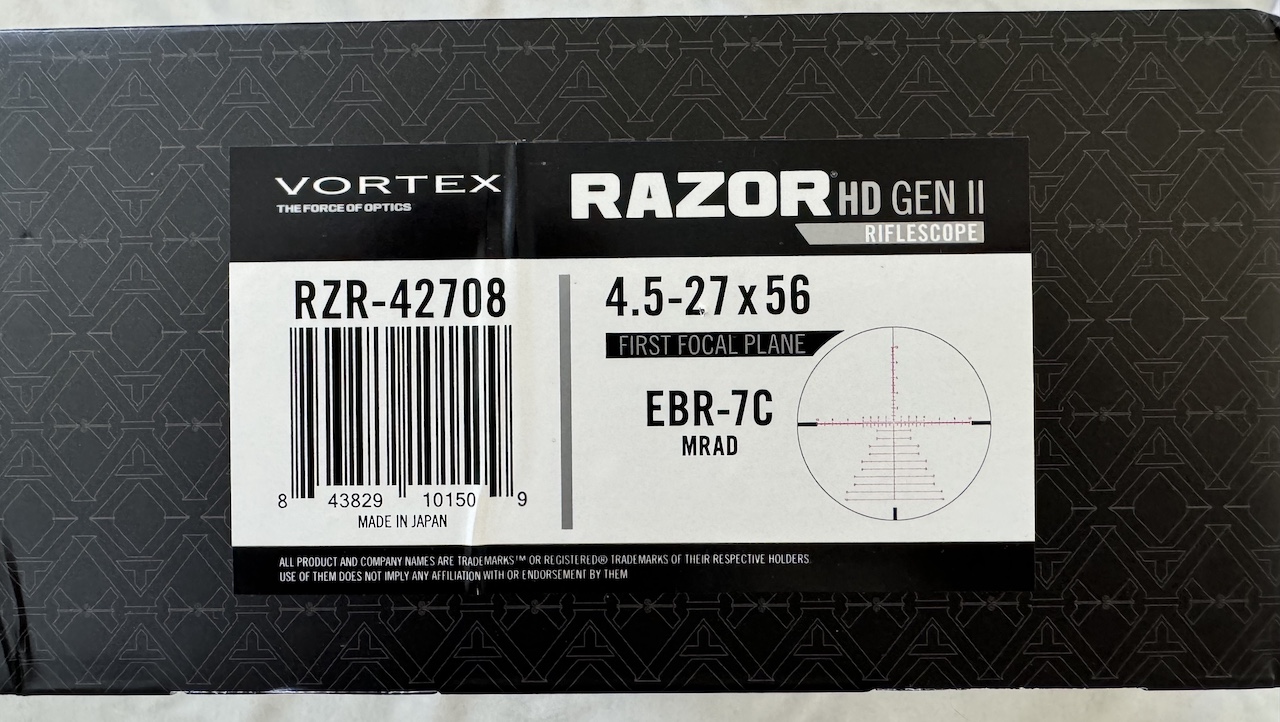 VORTEX
THE FORCE OF OPTICS
RAZOR® HD GEN II
RIFLESCOPE
RZR-42708
8 43829 10150 9
MADE IN JAPAN
4.5-27x56
FIRST FOCAL PLANE
EBR-7C
MRAD
ALL PRODUCT AND COMPANY NAMES ARE TRADEMARKS™ OR REGISTERED® TRADEMARKS OF THEIR RESPECTIVE HOLDERS.
USE OF THEM DOES NOT IMPLY ANY AFFILIATION WITH OR ENDORSEMENT BY THEM